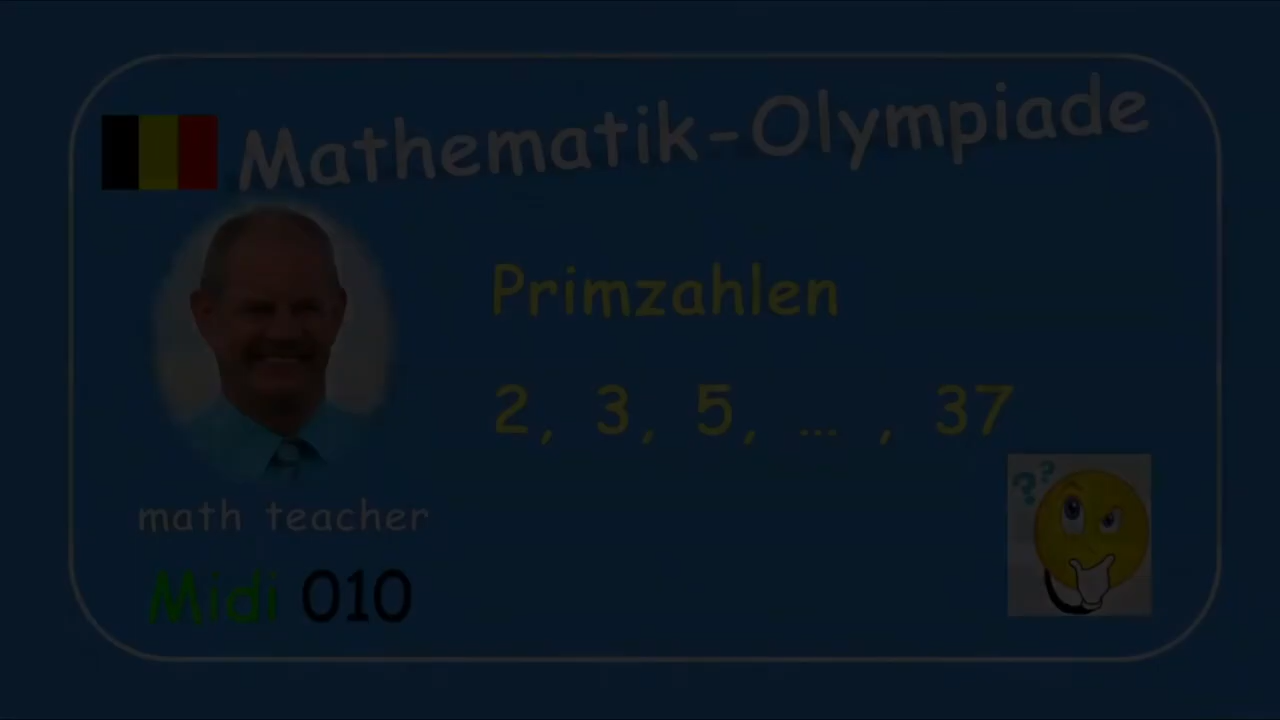 Mathematik-Olympiade
Primzahlen
2, 3, 5, ... , 37
??
math teacher
Midi 010